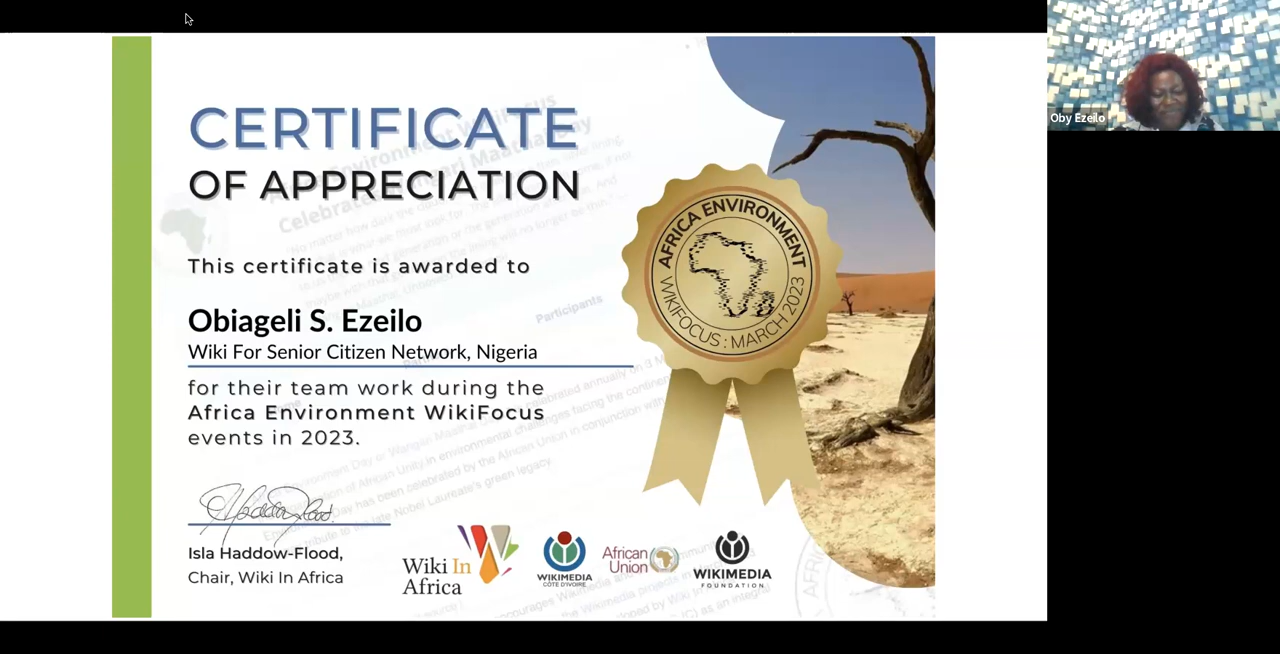 CERTIFICATE
OF APPRECIATION
This certificate is awarded to
Obiageli S. Ezeilo
Wiki For Senior Citizen Network, Nigeria
for their team work during the
Africa Environment WikiFocus
events in 2023.
Isla Haddow-Flood,
Chair, Wiki In Africa
AFRICA ENVIRONMENT
WIKIFOCUS : MARCH 2023
Wiki In
Africa
WIKIMEDIA
CÔTE D'IVOIRE
African
Union
WIKIMEDIA
FOUNDATION
Participants
Oby Ezeilo